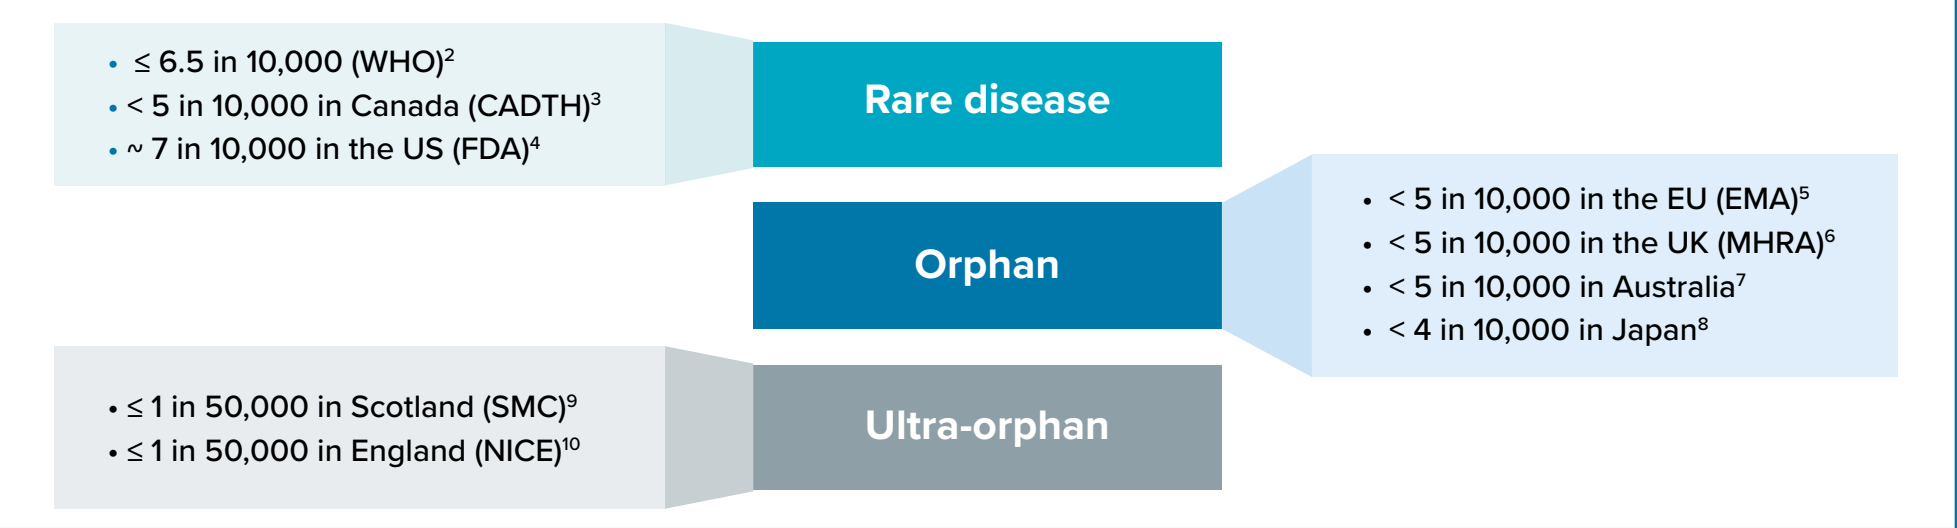 • ≤ 6.5 in 10,000 (WHO)²
• < 5 in 10,000 in Canada (CADTH)³
• ~ 7 in 10,000 in the US (FDA)⁴
Rare disease
Orphan
• < 5 in 10,000 in the EU (EMA)⁵
• < 5 in 10,000 in the UK (MHRA)⁶
• < 5 in 10,000 in Australia⁷
• < 4 in 10,000 in Japan⁸
• ≤ 1 in 50,000 in Scotland (SMC)⁹
• ≤ 1 in 50,000 in England (NICE)¹⁰
Ultra-orphan